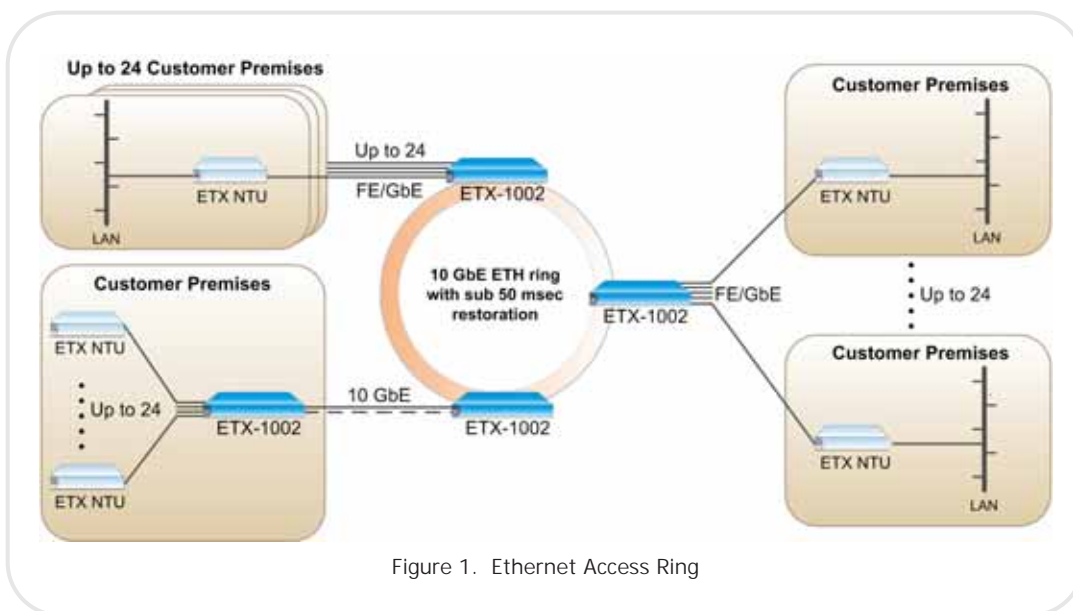 Up to 24 Customer Premises
ETX NTU
LAN
Up to 24
FE/GbE
ETX-1002
Customer Premises
ETX NTU
Up to 24
ETX NTU
ETX-1002
10 GbE
ETX-1002
10 GbE ETH ring
with sub 50 msec
restoration
ETX-1002
FE/GbE
Customer Premises
ETX NTU
LAN
Up to 24
Customer Premises
ETX NTU
LAN
Figure 1. Ethernet Access Ring